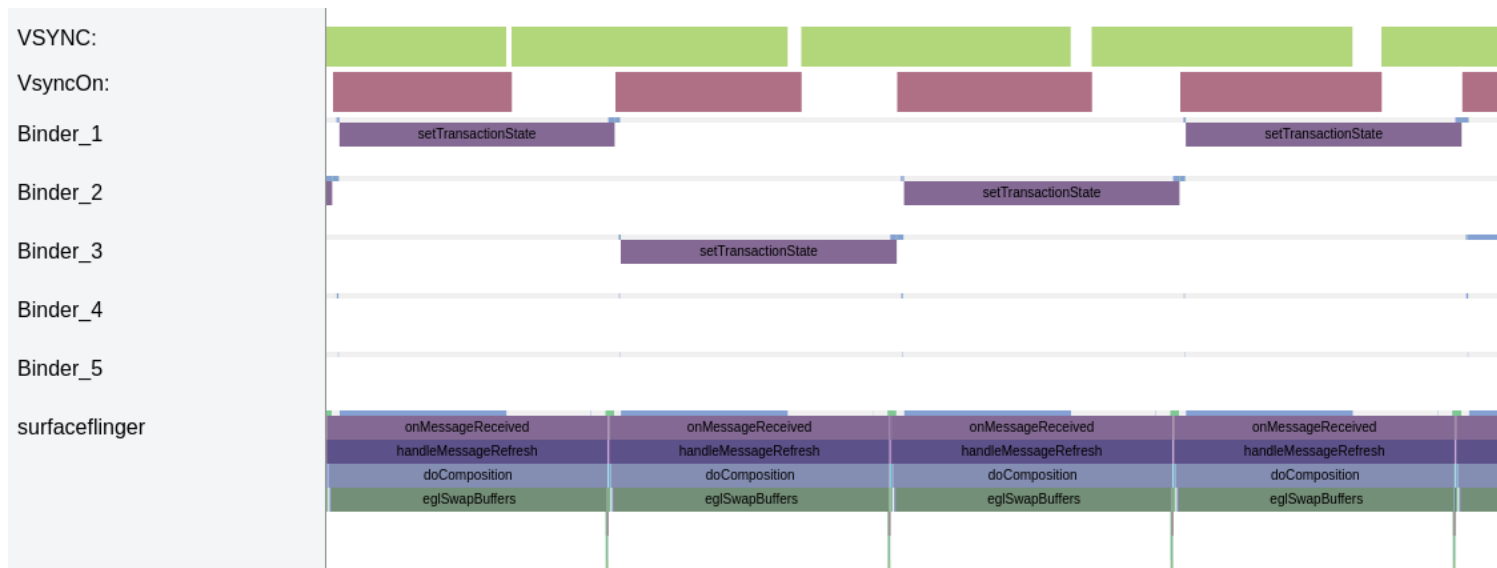 VSYNC:
VsyncOn:
Binder_1 setTransactionState setTransactionState
Binder_2 setTransactionState
Binder_3 setTransactionState
Binder_4
Binder_5
surfaceflinger onMessageReceived onMessageReceived onMessageReceived onMessageReceived
handleMessageRefresh handleMessageRefresh handleMessageRefresh handleMessageRefresh
doComposition doComposition doComposition doComposition
eglSwapBuffers eglSwapBuffers eglSwapBuffers eglSwapBuffers